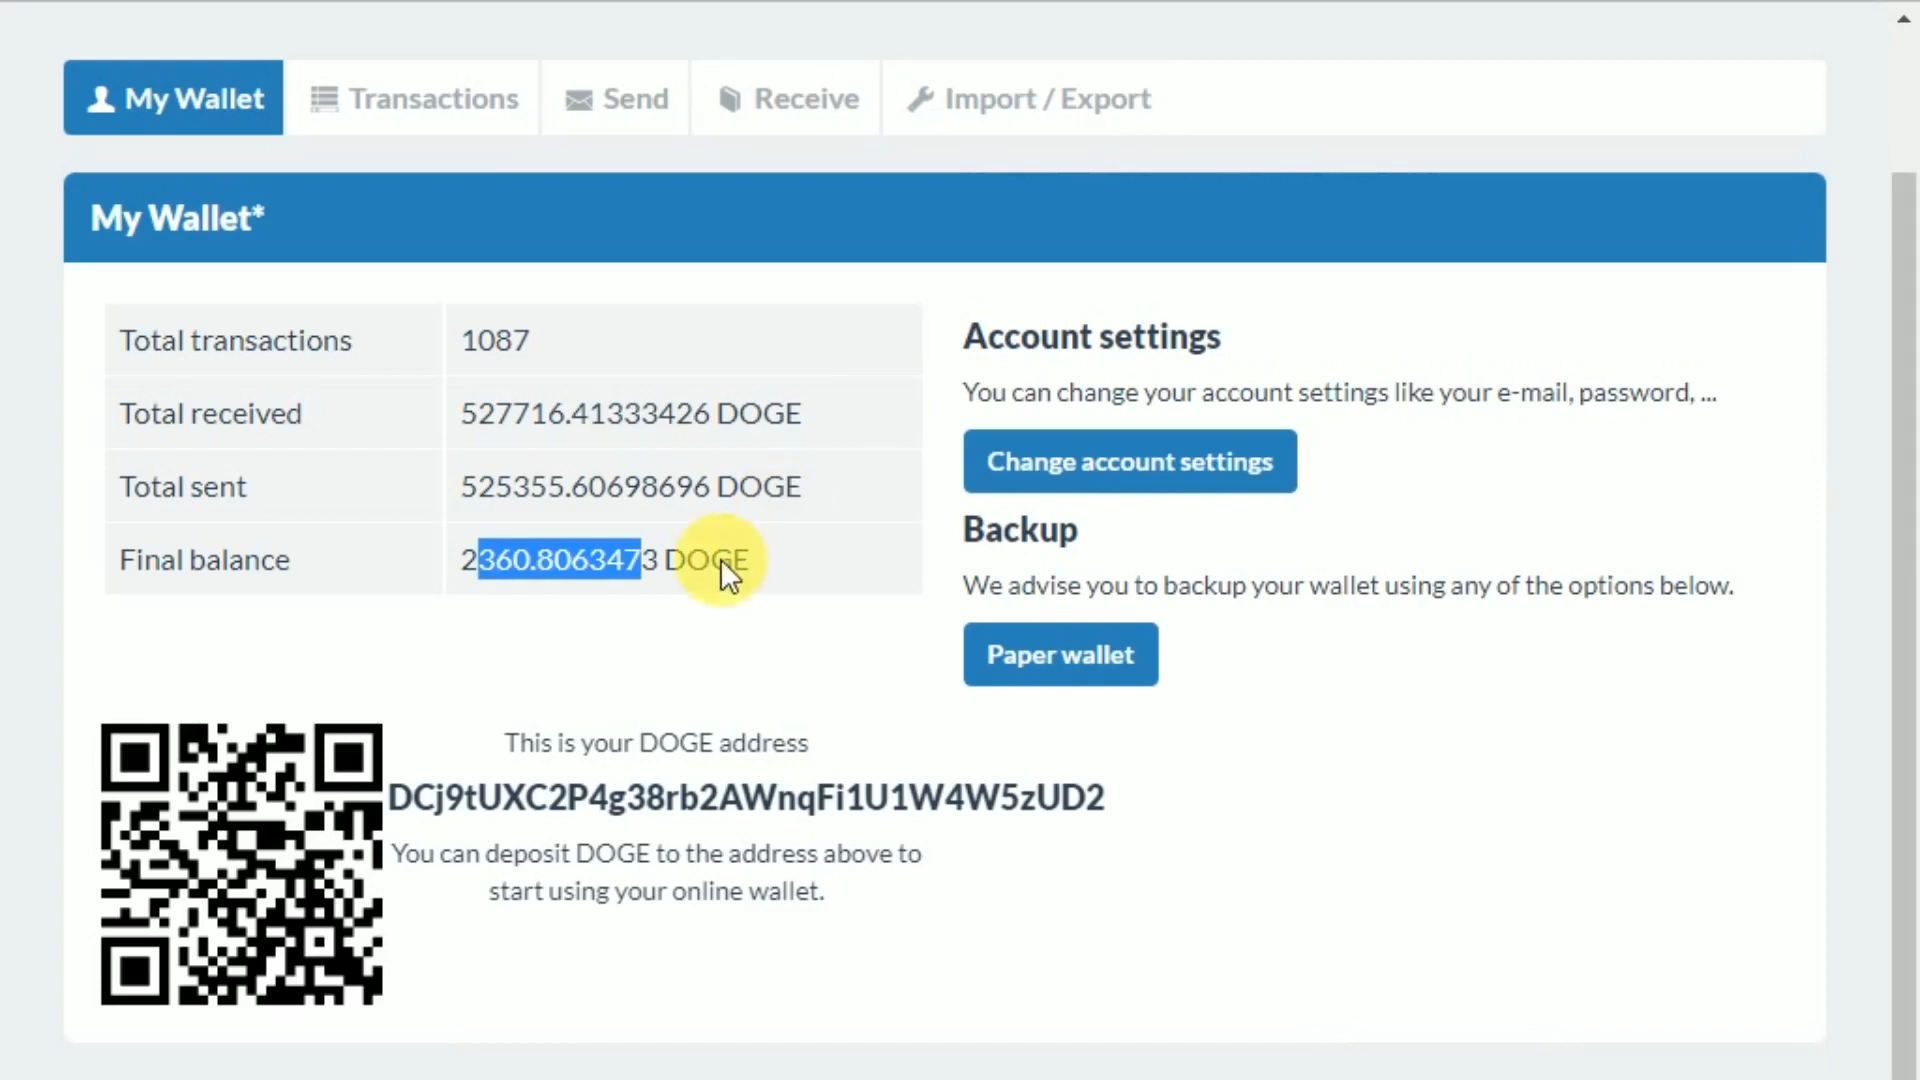 My Wallet Transactions Send Receive Import / Export
My Wallet*
Total transactions 1087
Total received 527716.41333426 DOGE
Total sent 525355.60698696 DOGE
Final balance 2360.8063473 DOGE
Account settings
You can change your account settings like your e-mail, password, ...
Change account settings
Backup
We advise you to backup your wallet using any of the options below.
Paper wallet
This is your DOGE address
DCj9tUXC2P4g38rb2AWnqFi1U1W4W5zUD2
You can deposit DOGE to the address above to
start using your online wallet.